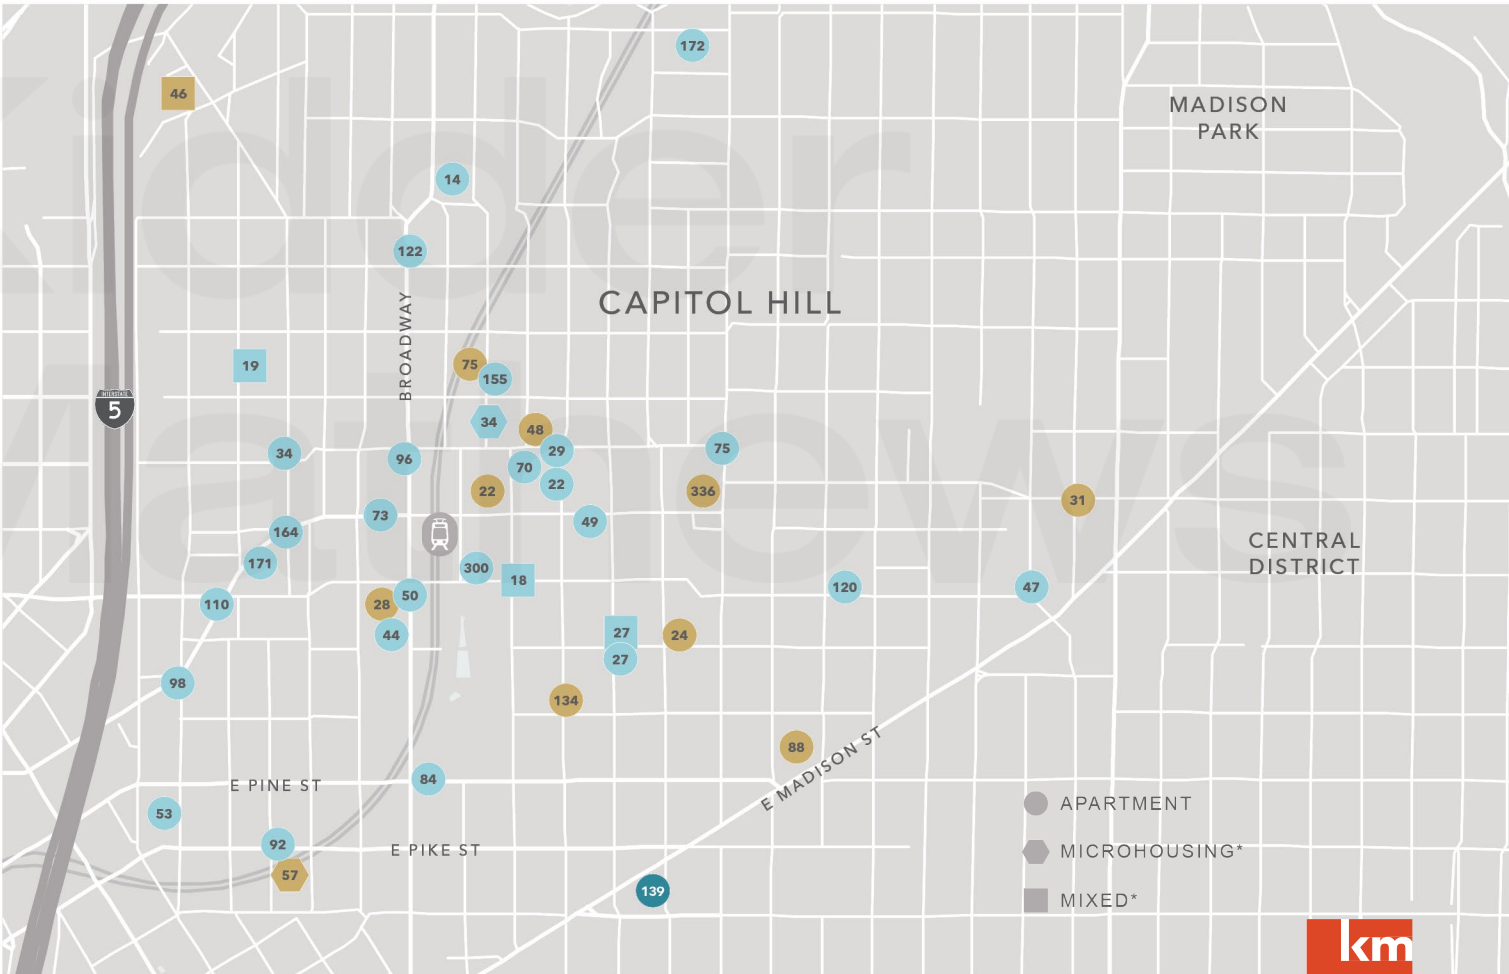 172
46
MADISON
PARK
14
122
CAPITOL HILL
BROADWAY
75
19
155
INTERSTATE
5
34
48
29
75
34
96
70
22
22
336
31
73
49
164
171
300
18
CENTRAL
DISTRICT
120
47
110
28
50
44
27
24
27
98
134
88
E MADISON ST
84
E PINE ST
53
92
E PIKE ST
57
139
APARTMENT
MICROHOUSING*
MIXED*
km
Kidder
Mathews